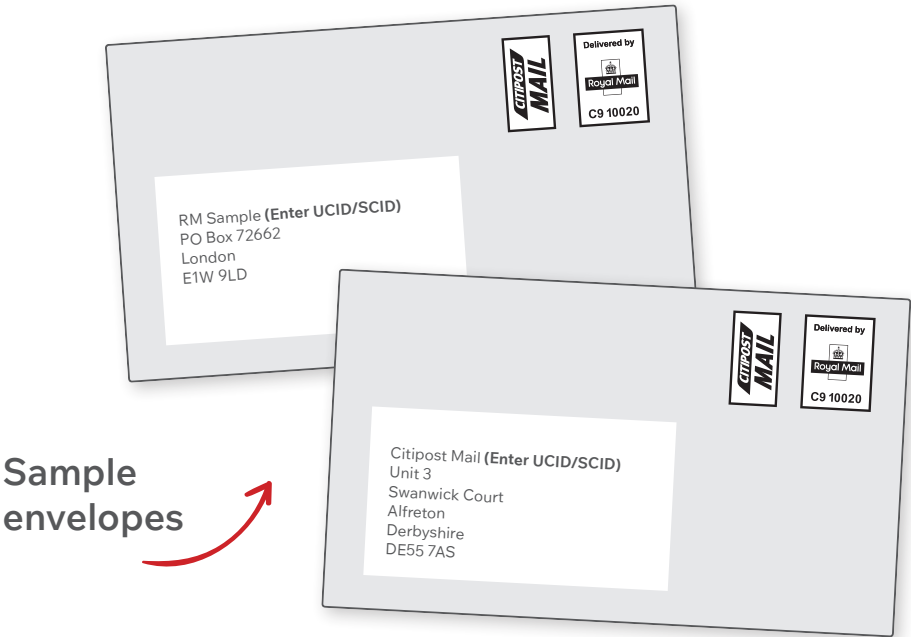 CITIPOST
MAIL
Delivered by
Royal Mail
C9 10020
RM Sample (Enter UCID/SCID)
PO Box 72662
London
E1W 9LD
CITIPOST
MAIL
Delivered by
Royal Mail
C9 10020
Citipost Mail (Enter UCID/SCID)
Unit 3
Swanwick Court
Alfreton
Derbyshire
DE55 7AS
Sample
envelopes